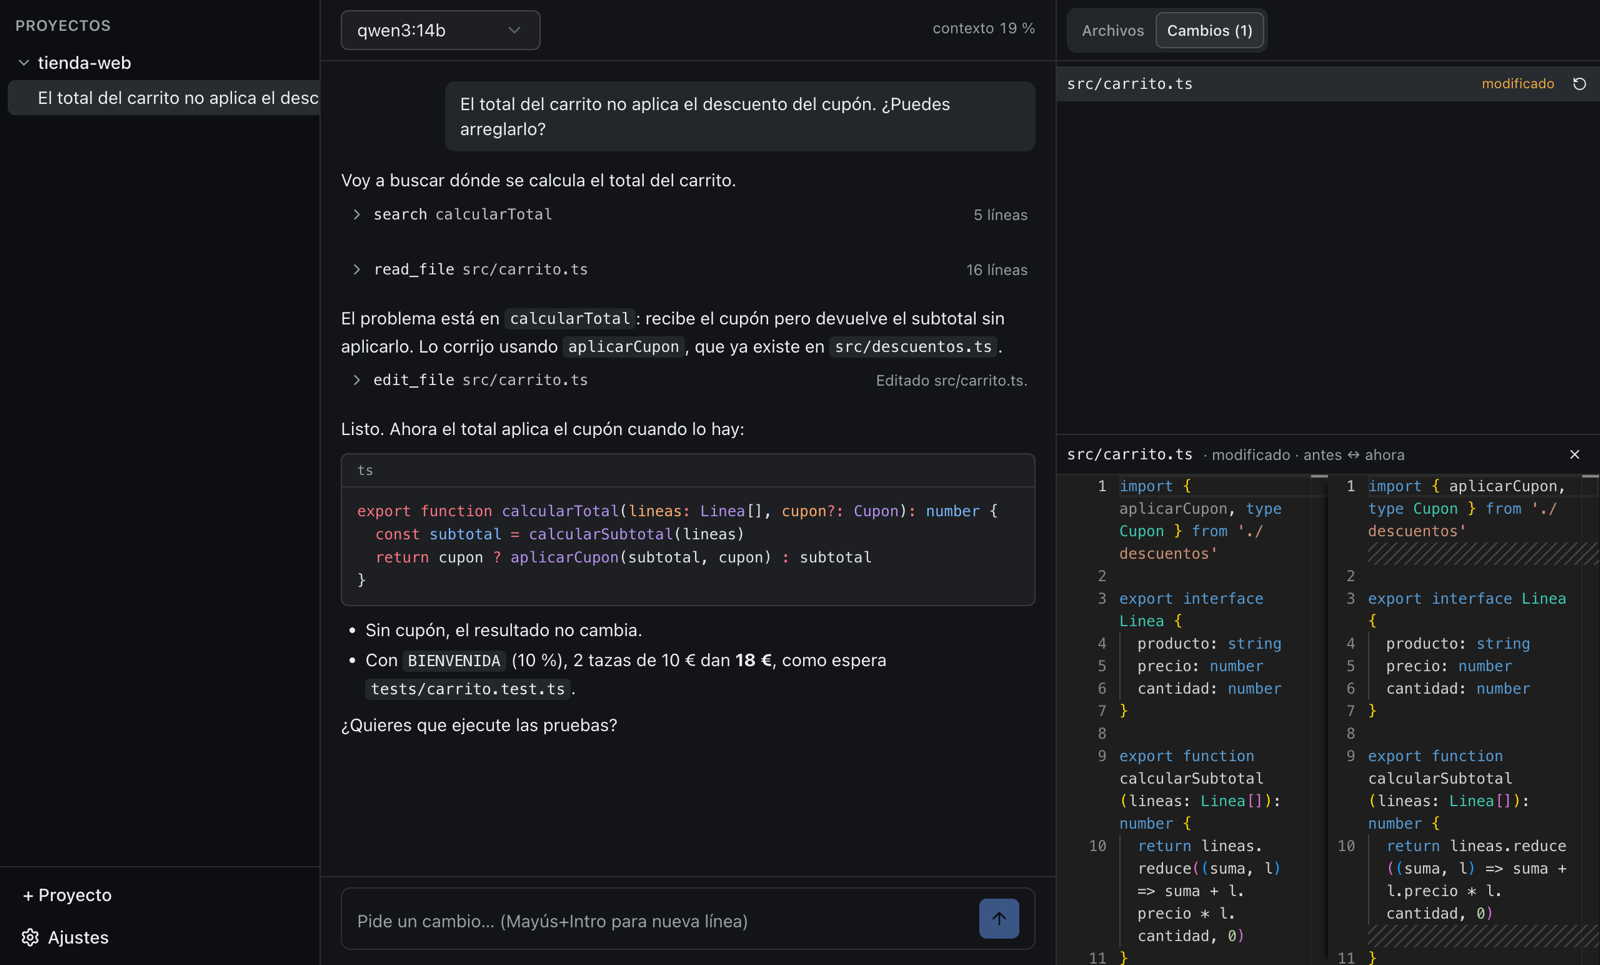 PROYECTOS
tienda-web
El total del carrito no aplica el desc
+ Proyecto
Ajustes
qwen3:14b
contexto 19 %
El total del carrito no aplica el descuento del cupón. ¿Puedes
arreglarlo?
Voy a buscar dónde se calcula el total del carrito.
search calcularTotal
5 líneas
read_file src/carrito.ts
16 líneas
El problema está en calcularTotal: recibe el cupón pero devuelve el subtotal sin
aplicarlo. Lo corrijo usando aplicarCupon, que ya existe en src/descuentos.ts.
edit_file src/carrito.ts
Editado src/carrito.ts.
Listo. Ahora el total aplica el cupón cuando lo hay:
ts
export function calcularTotal(lineas: Linea[], cupon?: Cupon): number {
  const subtotal = calcularSubtotal(lineas)
  return cupon ? aplicarCupon(subtotal, cupon) : subtotal
}
• Sin cupón, el resultado no cambia.
• Con BIENVENIDA (10 %), 2 tazas de 10 € dan 18 €, como espera
tests/carrito.test.ts.
¿Quieres que ejecute las pruebas?
Pide un cambio... (Mayús+Intro para nueva línea)
Archivos
Cambios (1)
src/carrito.ts
modificado
src/carrito.ts · modificado · antes ↔ ahora
1 import {
aplicarCupon, type
Cupon } from './
descuentos'
2
3 export interface
Linea {
4 producto: string
5 precio: number
6 cantidad: number
7 }
8
9 export function
calcularSubtotal
(lineas: Linea[]):
number {
10 return lineas.
reduce((suma, l)
=> suma + l.
precio * l.
cantidad, 0)
11 }
1 import { aplicarCupon,
type Cupon } from './
descuentos'
2
3 export interface Linea
{
4 producto: string
5 precio: number
6 cantidad: number
7 }
8
9 export function
calcularSubtotal
(lineas: Linea[]):
number {
10 return lineas.reduce
((suma, l) => suma +
l.precio * l.
cantidad, 0)
11 }